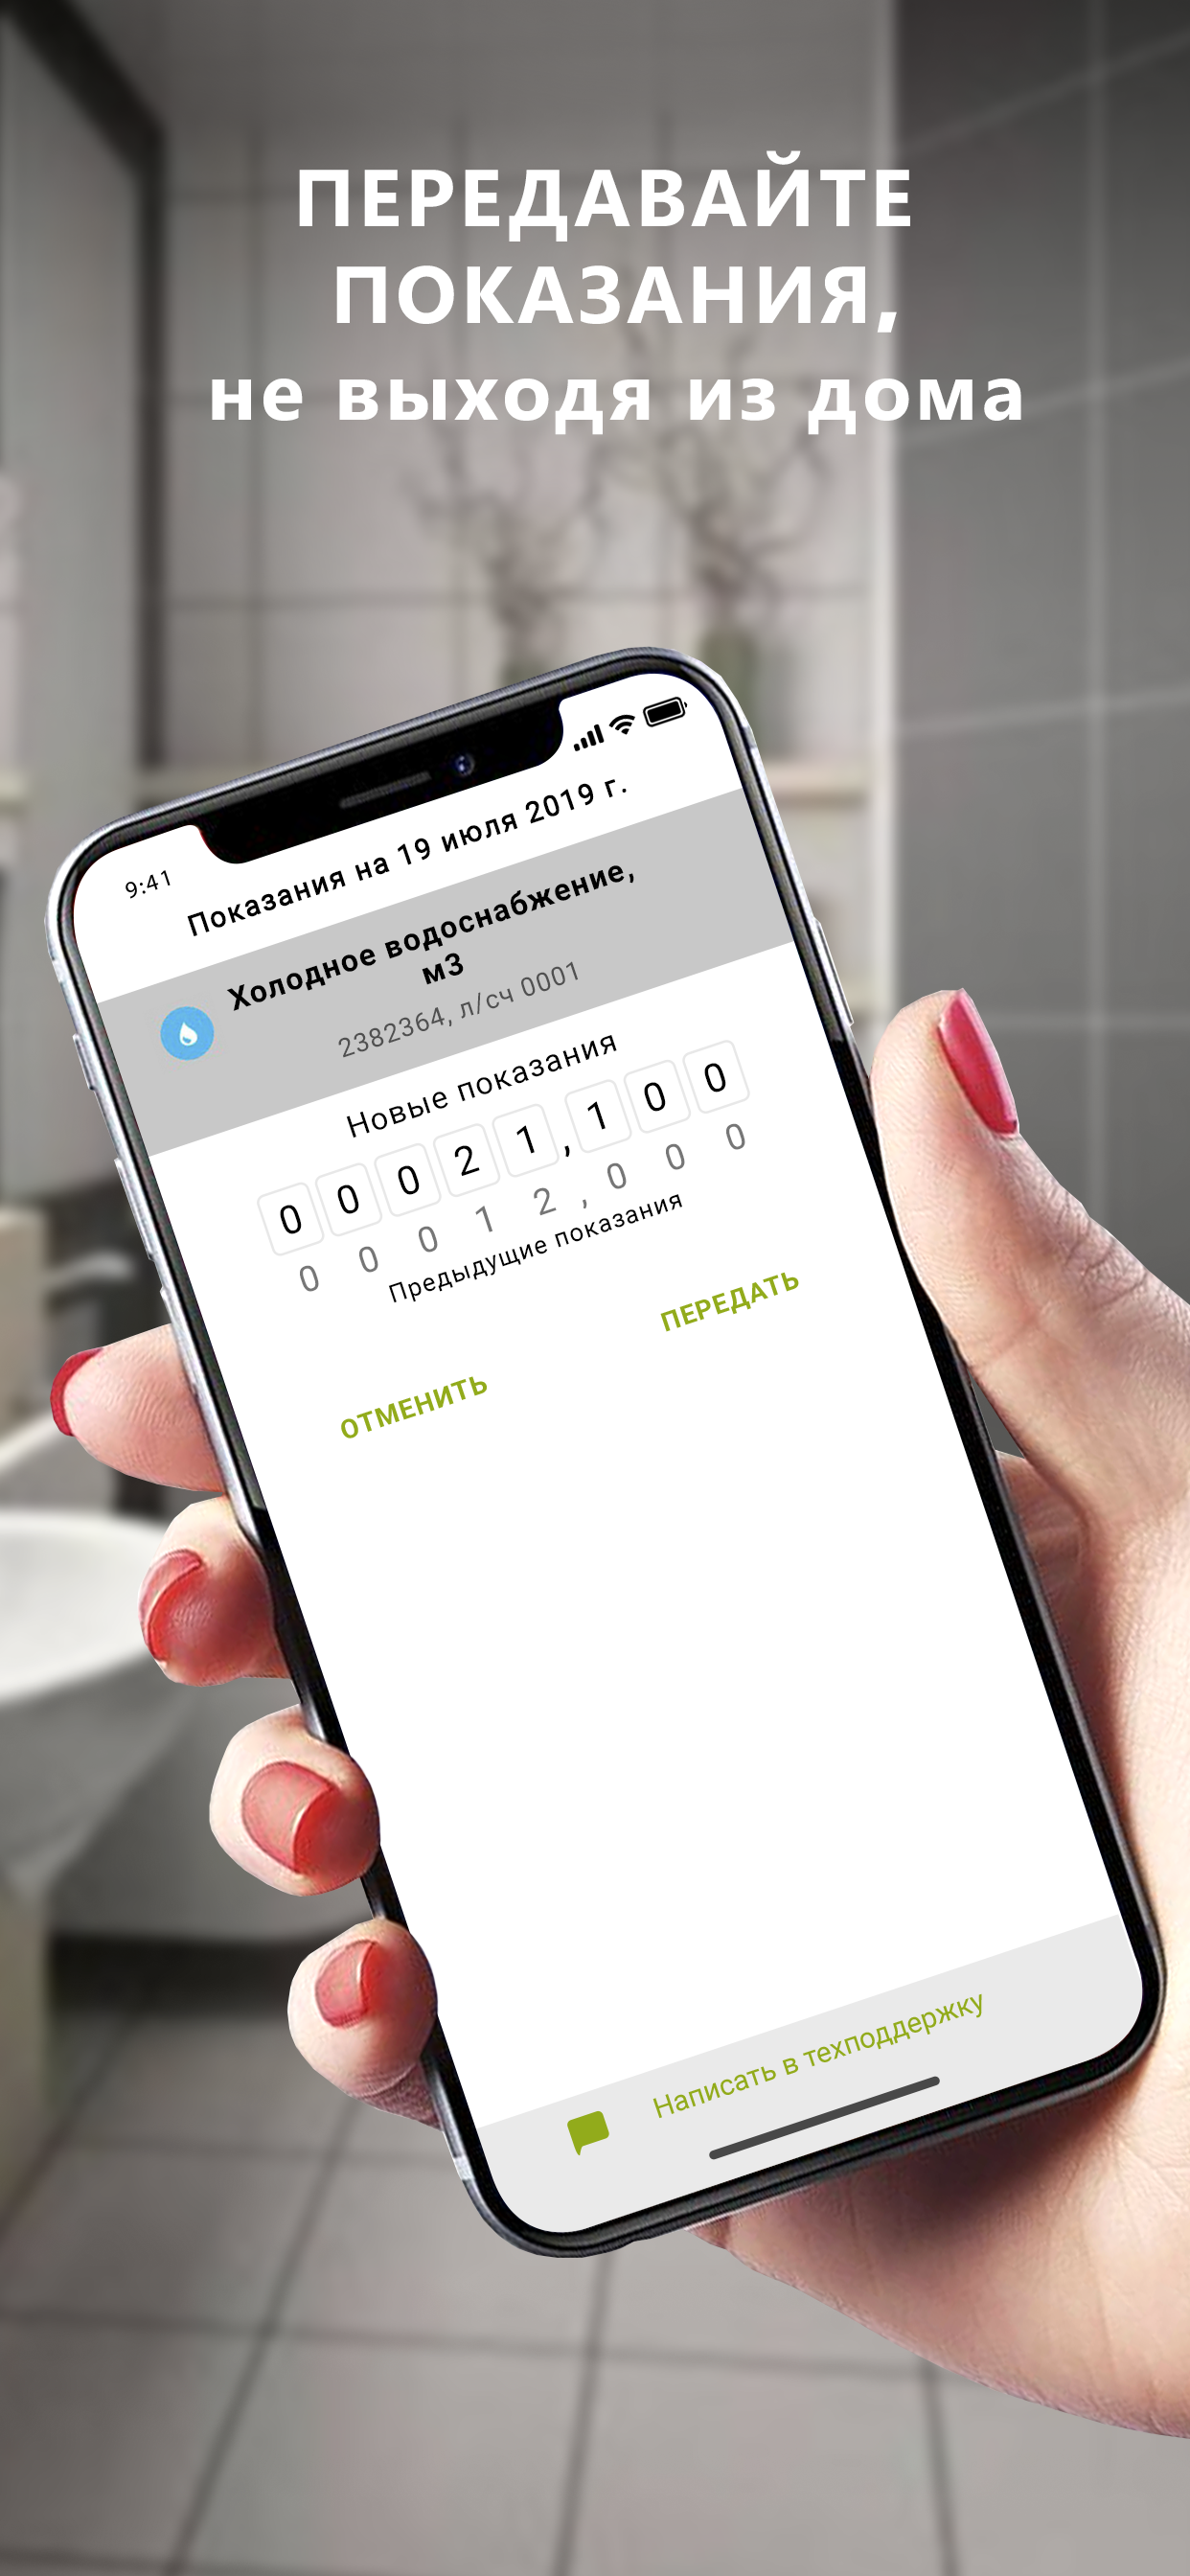 ПЕРЕДАВАЙТЕ
ПОКАЗАНИЯ,
не выходя из дома
9:41
Показания на 19 июля 2019 г.
Холодное водоснабжение,
м3
2382364, л/сч 0001
Новые показания
0 0 0 2 1 , 1 0 0
0 0 0 1 2 , 0 0 0
Предыдущие показания
ПЕРЕДАТЬ
ОТМЕНИТЬ
Написать в техподдержку